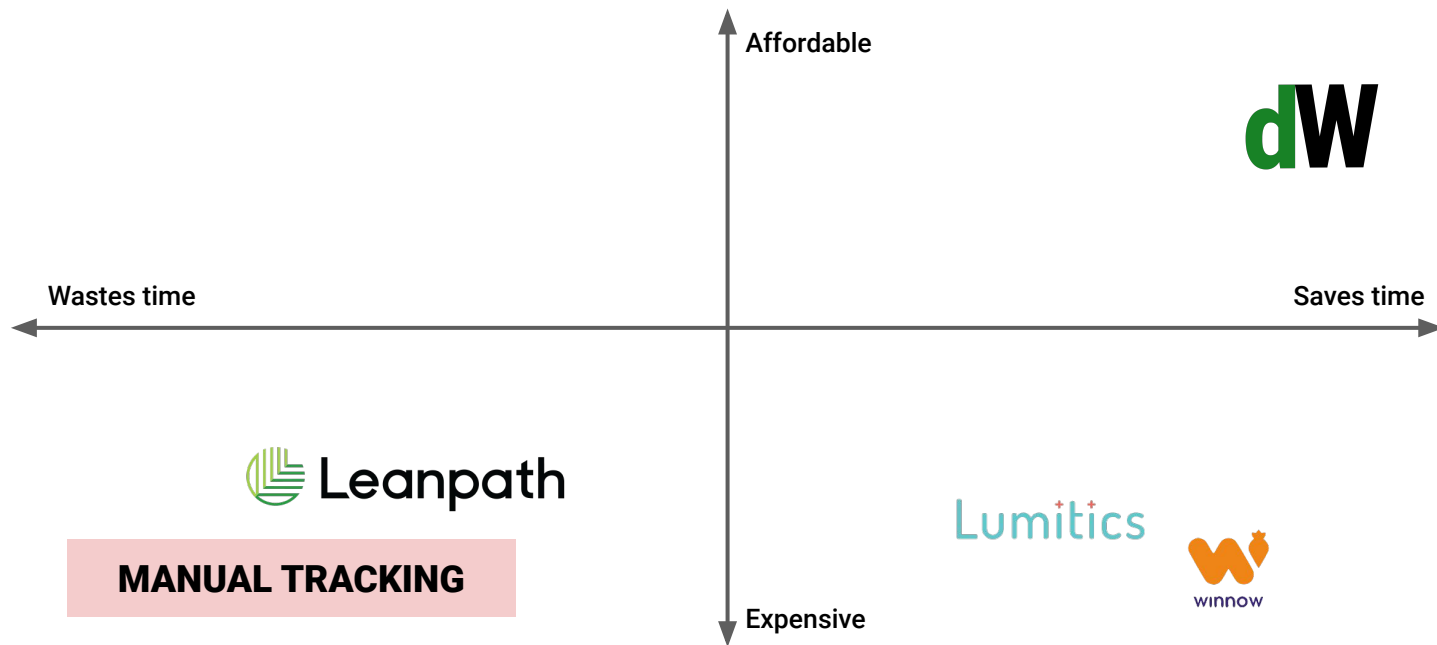 Affordable
dW
Wastes time
Saves time
Leanpath
Lumitics
MANUAL TRACKING
winnow
Expensive